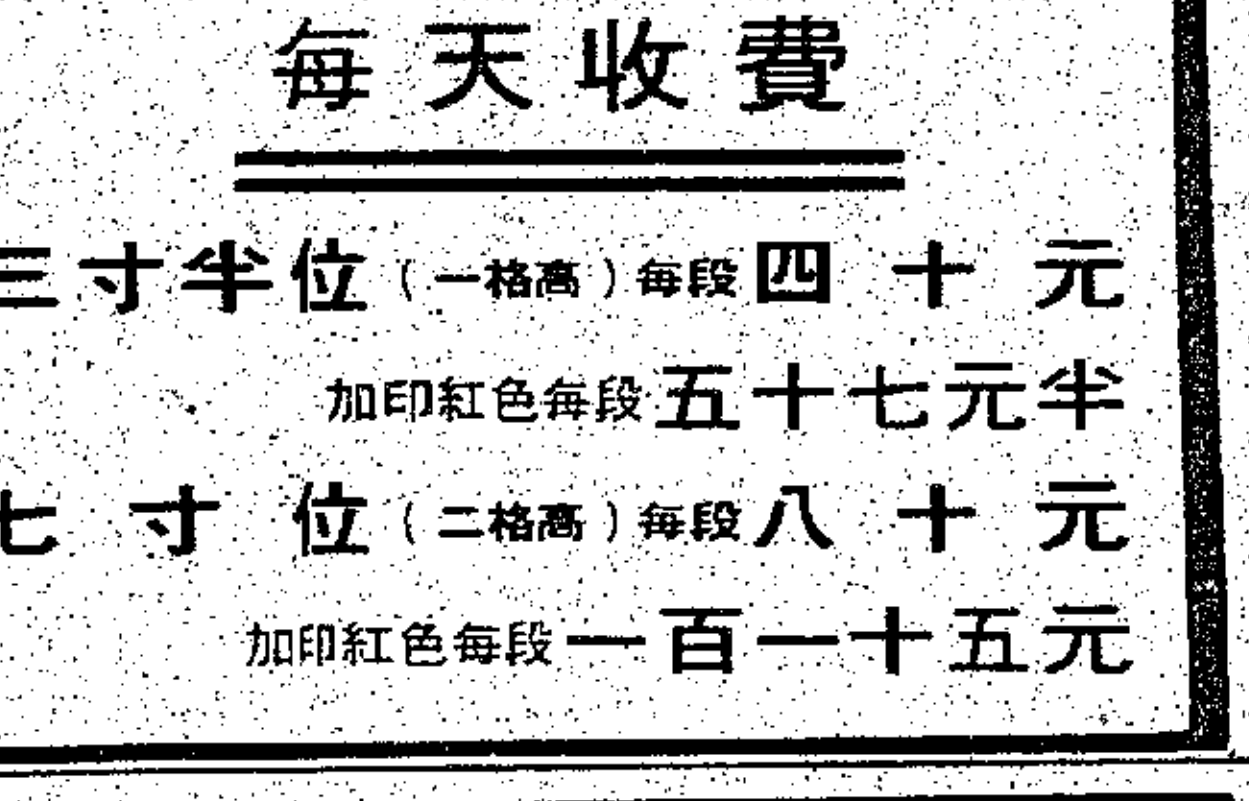 每天收費
三寸半位（一格高）每段四十元
加印紅色每段五十七元半
七寸位（二格高）每段八十元
加印紅色每段一百一十五元